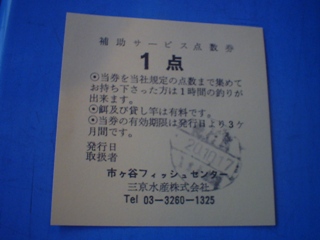 補助サービス点数券
1点
◎当券を当社規定の点数まで集めて
お持ち下さった方は1時間の釣りが
出来ます。
◎餌及び貸し竿は有料です。
◎当券の有効期限は発行日より3ヶ
月間です。
発行日
取扱者
20.10.17
市ヶ谷フィッシュセンター
三京水産株式会社
Tel 03-3260-1325